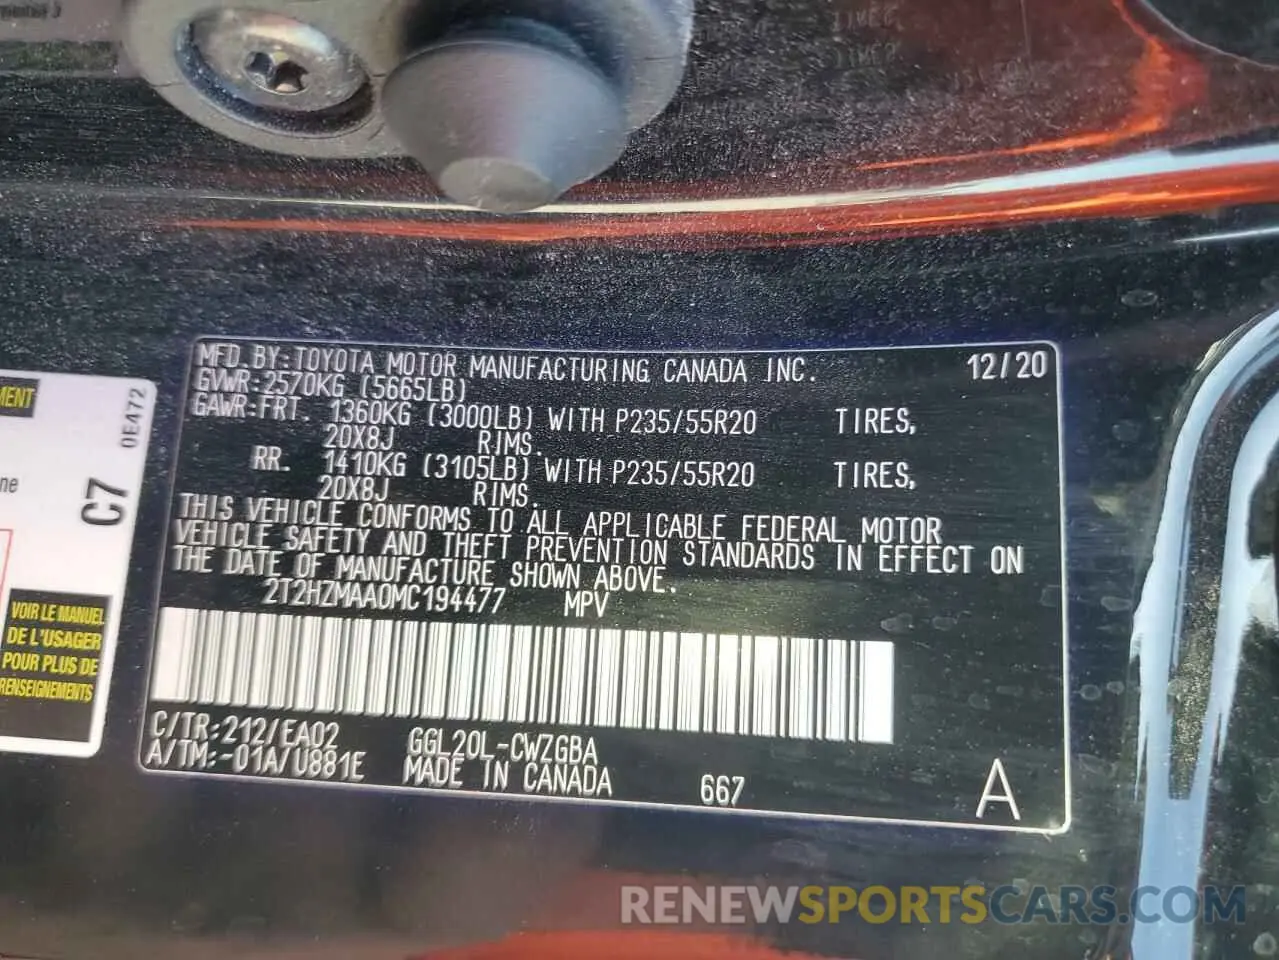 MFD.BY:TOYOTA MOTOR MANUFACTURING CANADA INC. 12/20
GVWR:2570KG (5665LB)
GAWR:FRT. 1360KG (3000LB) WITH P235/55R20 TIRES,
20X8J RIMS.
RR. 1410KG (3105LB) WITH P235/55R20 TIRES,
20X8J RIMS.
THIS VEHICLE CONFORMS TO ALL APPLICABLE FEDERAL MOTOR
VEHICLE SAFETY AND THEFT PREVENTION STANDARDS IN EFFECT ON
THE DATE OF MANUFACTURE SHOWN ABOVE.
2T2HZMAA0MC194477 MPV
C/TR:212/EA02 GGL20L-CWZGBA
A/TM:-01A/U881E MADE IN CANADA 667 A
0E472
C7
VOIR LE MANUEL
DE L'USAGER
POUR PLUS DE
RENSEIGNEMENTS
RENEWSPORTSCARS.COM